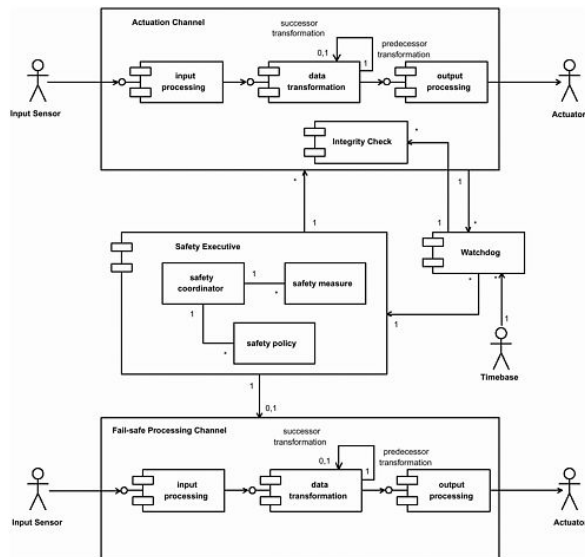 Actuation Channel
successor
transformation
0,1
1
predecessor
transformation
input
processing
data
transformation
output
processing
Input Sensor
Actuator
Integrity Check
*
*
1
1
1
*
Safety Executive
Watchdog
safety
coordinator
1
*
safety measure
*
*
1
1
1
*
safety policy
Timebase
1
0,1
Fail-safe Processing Channel
successor
transformation
0,1
1
predecessor
transformation
input
processing
data
transformation
output
processing
Input Sensor
Actuator